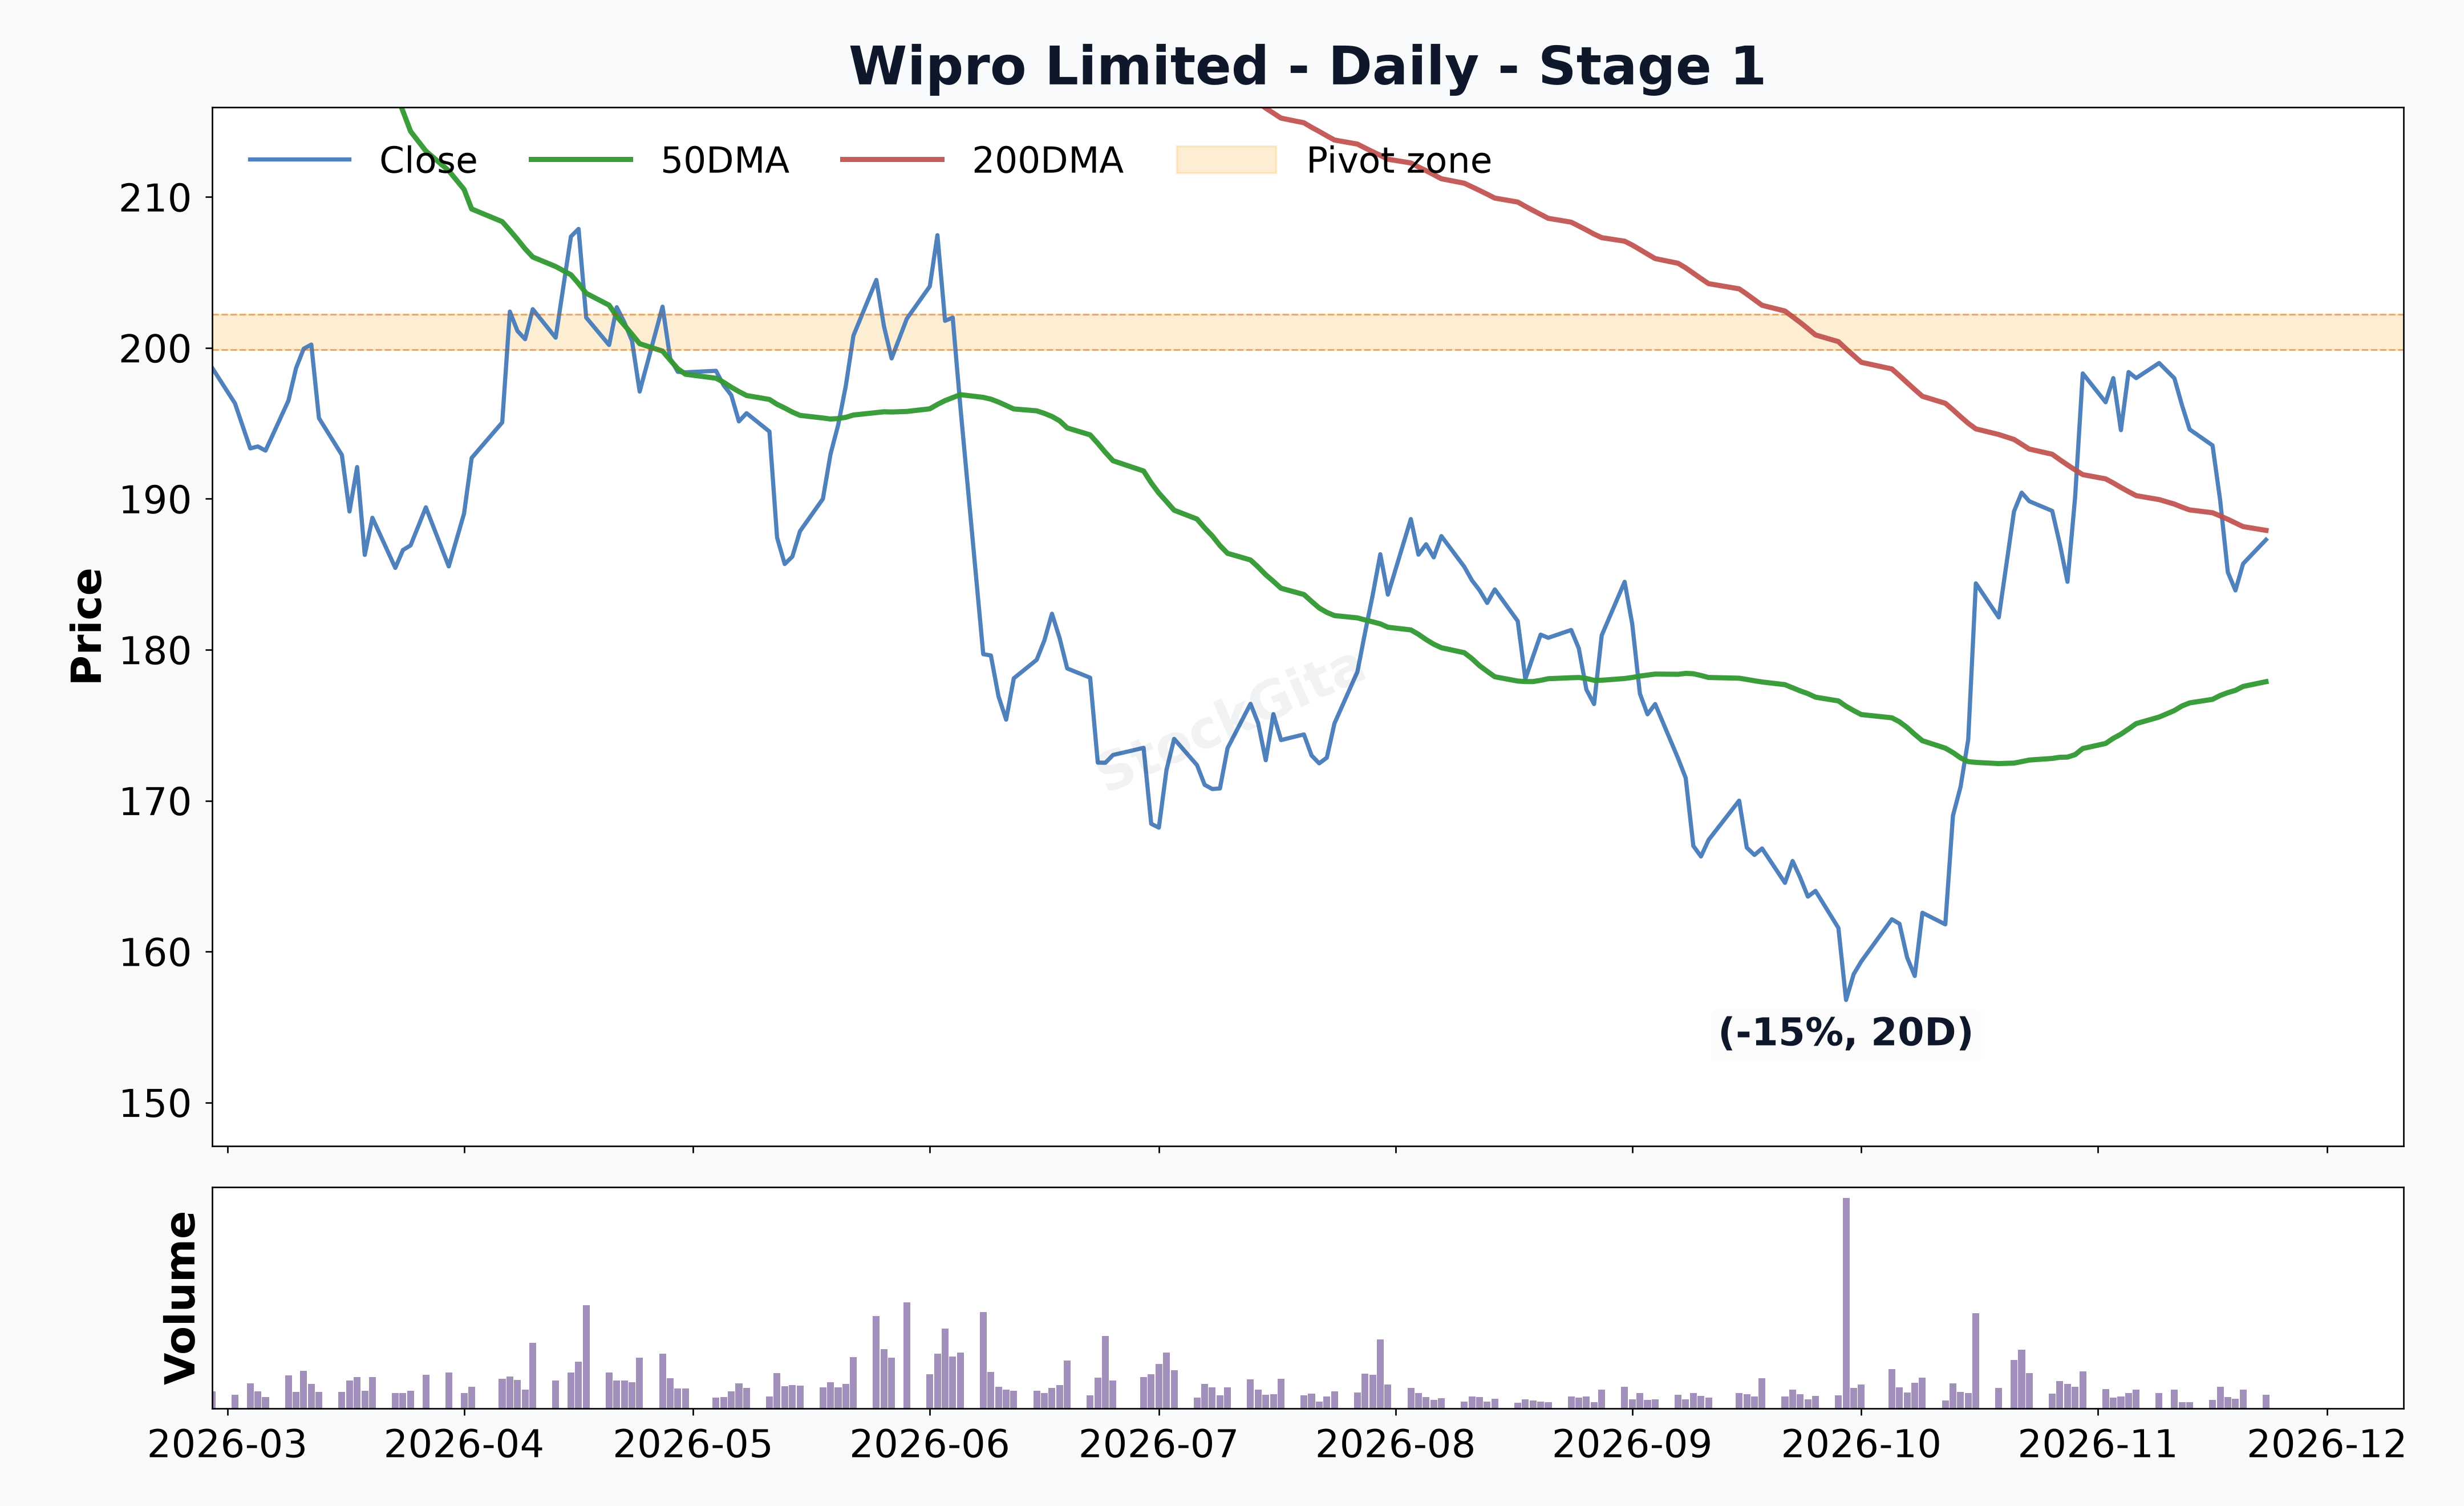 Wipro Limited - Daily - Stage 1
Close 50DMA 200DMA Pivot zone
210
200
190
180
170
160
150
Price
StockGita
(-15%, 20D)
Volume
2026-03 2026-04 2026-05 2026-06 2026-07 2026-08 2026-09 2026-10 2026-11 2026-12